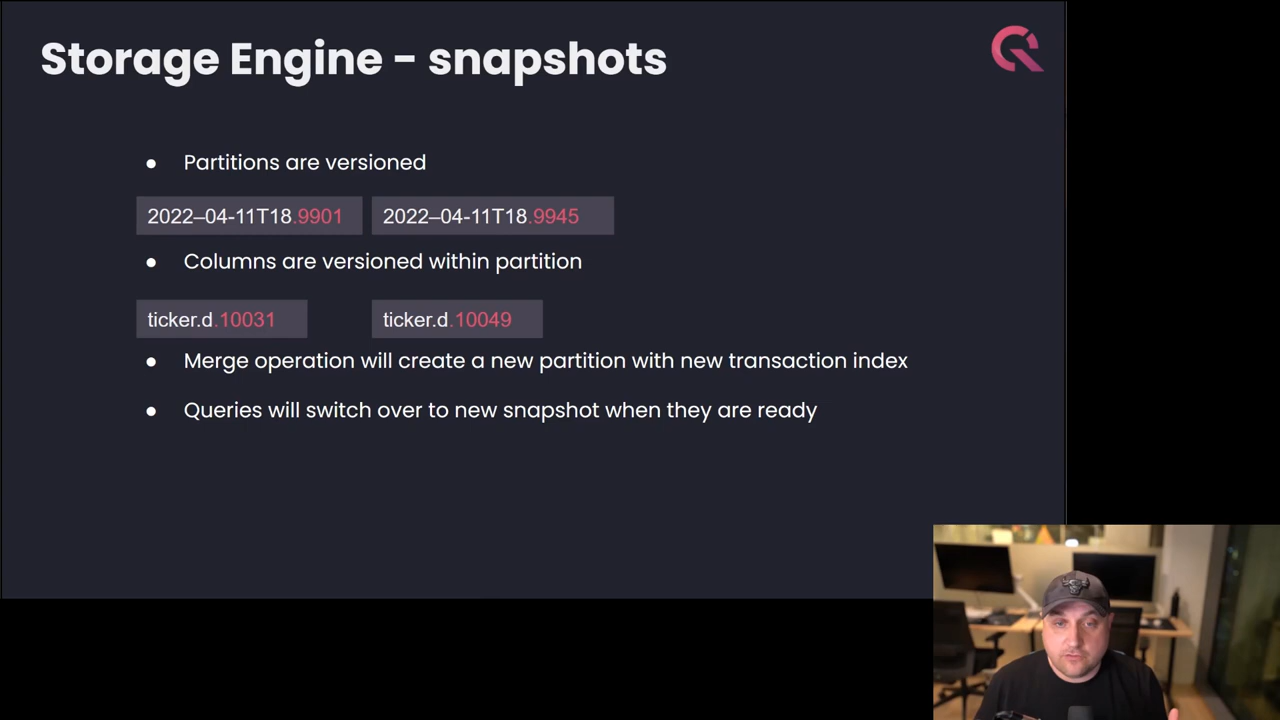 Storage Engine - snapshots
● Partitions are versioned
2022–04-11T18.9901 2022–04-11T18.9945
● Columns are versioned within partition
ticker.d.10031 ticker.d.10049
● Merge operation will create a new partition with new transaction index
● Queries will switch over to new snapshot when they are ready